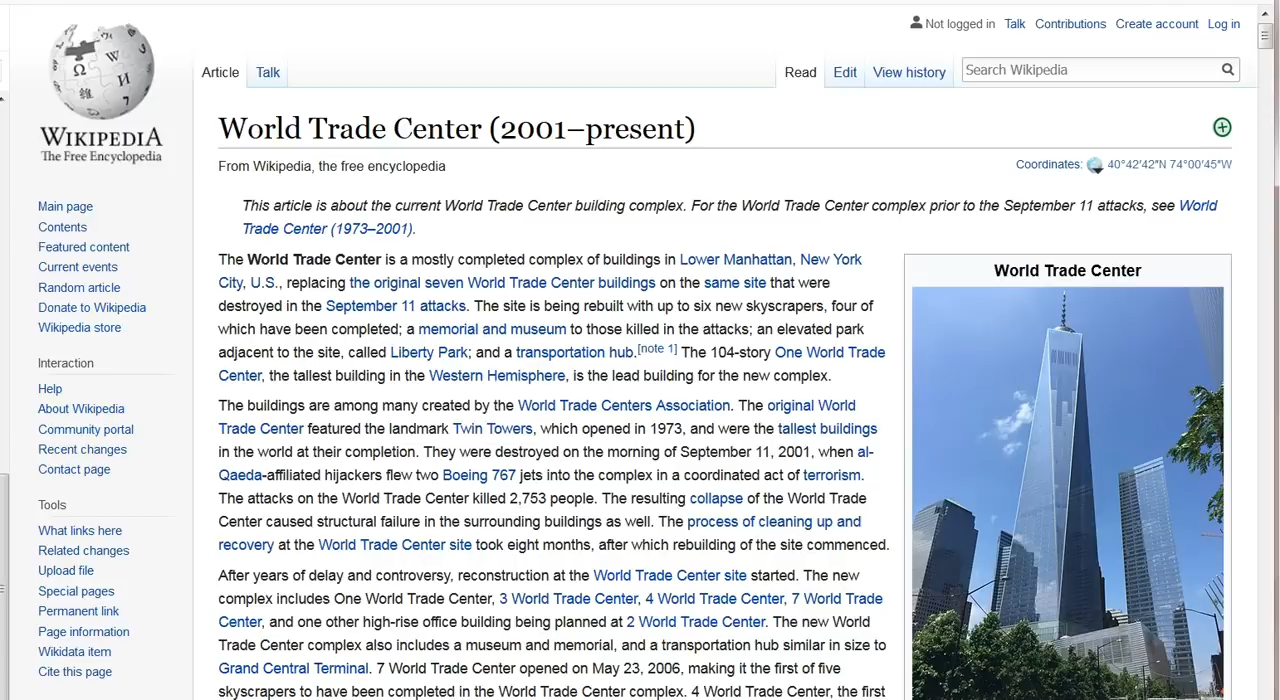 Not logged in Talk Contributions Create account Log in
Article Talk Read Edit View history Search Wikipedia
WIKIPEDIA
The Free Encyclopedia
Main page
Contents
Featured content
Current events
Random article
Donate to Wikipedia
Wikipedia store
Interaction
Help
About Wikipedia
Community portal
Recent changes
Contact page
Tools
What links here
Related changes
Upload file
Special pages
Permanent link
Page information
Wikidata item
Cite this page
World Trade Center (2001–present)
From Wikipedia, the free encyclopedia
Coordinates: 40°42′42″N 74°00′45″W
This article is about the current World Trade Center building complex. For the World Trade Center complex prior to the September 11 attacks, see World
Trade Center (1973–2001).
The World Trade Center is a mostly completed complex of buildings in Lower Manhattan, New York
City, U.S., replacing the original seven World Trade Center buildings on the same site that were
destroyed in the September 11 attacks. The site is being rebuilt with up to six new skyscrapers, four of
which have been completed; a memorial and museum to those killed in the attacks; an elevated park
adjacent to the site, called Liberty Park; and a transportation hub.[note 1] The 104-story One World Trade
Center, the tallest building in the Western Hemisphere, is the lead building for the new complex.
The buildings are among many created by the World Trade Centers Association. The original World
Trade Center featured the landmark Twin Towers, which opened in 1973, and were the tallest buildings
in the world at their completion. They were destroyed on the morning of September 11, 2001, when al-
Qaeda-affiliated hijackers flew two Boeing 767 jets into the complex in a coordinated act of terrorism.
The attacks on the World Trade Center killed 2,753 people. The resulting collapse of the World Trade
Center caused structural failure in the surrounding buildings as well. The process of cleaning up and
recovery at the World Trade Center site took eight months, after which rebuilding of the site commenced.
After years of delay and controversy, reconstruction at the World Trade Center site started. The new
complex includes One World Trade Center, 3 World Trade Center, 4 World Trade Center, 7 World Trade
Center, and one other high-rise office building being planned at 2 World Trade Center. The new World
Trade Center complex also includes a museum and memorial, and a transportation hub similar in size to
Grand Central Terminal. 7 World Trade Center opened on May 23, 2006, making it the first of five
skyscrapers to have been completed in the World Trade Center complex. 4 World Trade Center, the first
World Trade Center